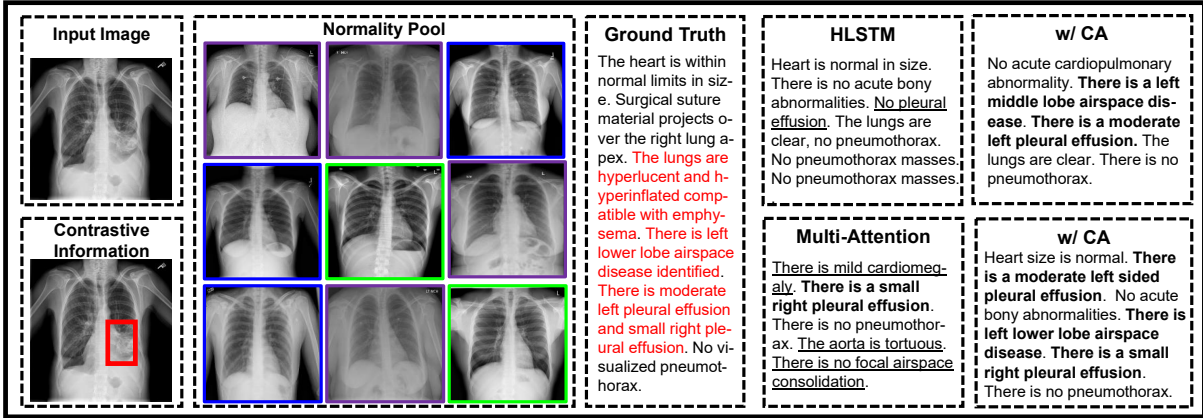 Input Image
Contrastive
Information
Normality Pool
Ground Truth
The heart is within
normal limits in siz-
e. Surgical suture
material projects o-
ver the right lung a-
pex. The lungs are
hyperlucent and h-
yperinflated comp-
atible with emphy-
sema. There is left
lower lobe airspace
disease identified.
There is moderate
left pleural effusion
and small right ple-
ural effusion. No vi-
sualized pneumot-
horax.
HLSTM
Heart is normal in size.
There is no acute bony
abnormalities. No pleural
effusion. The lungs are
clear, no pneumothorax.
No pneumothorax masses.
No pneumothorax masses.
w/ CA
No acute cardiopulmonary
abnormality. There is a left
middle lobe airspace dis-
ease. There is a moderate
left pleural effusion. The
lungs are clear. There is no
pneumothorax.
Multi-Attention
There is mild cardiomeg-
aly. There is a small
right pleural effusion.
There is no pneumothor-
ax. The aorta is tortuous.
There is no focal airspace
consolidation.
w/ CA
Heart size is normal. There
is a moderate left sided
pleural effusion. No acute
bony abnormalities. There is
left lower lobe airspace
disease. There is a small
right pleural effusion.
There is no pneumothorax.